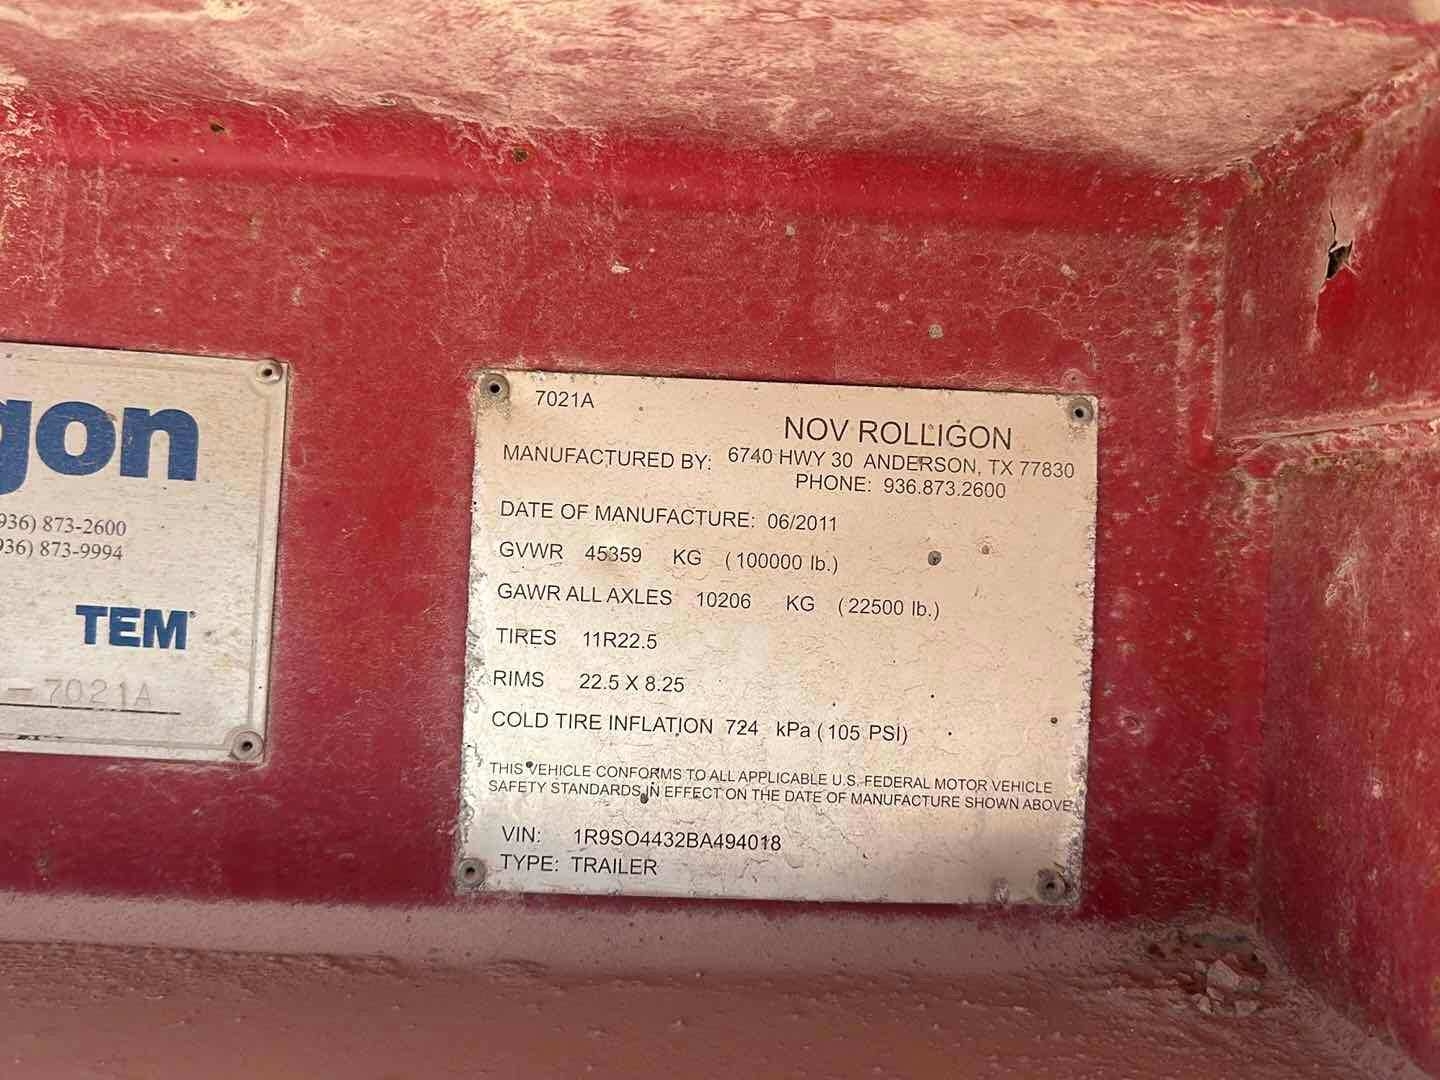 gon
936) 873-2600
936) 873-9994
TEM
-7021A
7021A
NOV ROLLIGON
MANUFACTURED BY: 6740 HWY 30 ANDERSON, TX 77830
PHONE: 936.873.2600
DATE OF MANUFACTURE: 06/2011
GVWR 45359 KG (100000 lb.)
GAWR ALL AXLES 10206 KG (22500 lb.)
TIRES 11R22.5
RIMS 22.5 X 8.25
COLD TIRE INFLATION 724 kPa (105 PSI)
THIS VEHICLE CONFORMS TO ALL APPLICABLE U.S. FEDERAL MOTOR VEHICLE
SAFETY STANDARDS IN EFFECT ON THE DATE OF MANUFACTURE SHOWN ABOVE
VIN: 1R9SO4432BA494018
TYPE: TRAILER